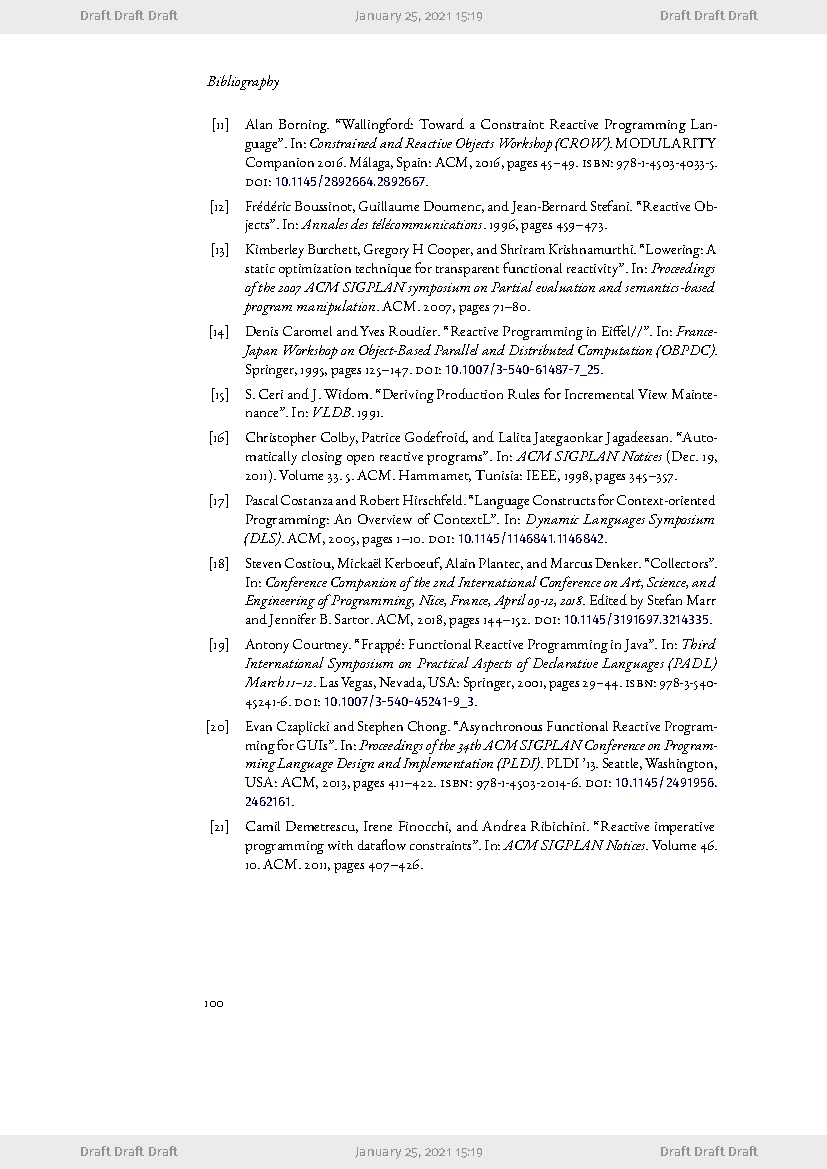 Draft Draft Draft January 25, 2021 15:19 Draft Draft Draft
Bibliography
[11] Alan Borning. “Wallingford: Toward a Constraint Reactive Programming Lan-
guage”. In: Constrained and Reactive Objects Workshop (CROW). MODULARITY
Companion 2016. Málaga, Spain: ACM, 2016, pages 45–49. ISBN: 978-1-4503-4033-5.
DOI: 10.1145/2892664.2892667.
[12] Frédéric Boussinot, Guillaume Doumenc, and Jean-Bernard Stefani. “Reactive Ob-
jects”. In: Annales des télécommunications. 1996, pages 459–473.
[13] Kimberley Burchett, Gregory H Cooper, and Shriram Krishnamurthi. “Lowering: A
static optimization technique for transparent functional reactivity”. In: Proceedings
of the 2007 ACM SIGPLAN symposium on Partial evaluation and semantics-based
program manipulation. ACM. 2007, pages 71–80.
[14] Denis Caromel and Yves Roudier. “Reactive Programming in Eiffel//”. In: France-
Japan Workshop on Object-Based Parallel and Distributed Computation (OBPDC).
Springer, 1995, pages 125–147. DOI: 10.1007/3-540-61487-7_25.
[15] S. Ceri and J. Widom. “Deriving Production Rules for Incremental View Mainte-
nance”. In: VLDB. 1991.
[16] Christopher Colby, Patrice Godefroid, and Lalita Jategaonkar Jagadeesan. “Auto-
matically closing open reactive programs”. In: ACM SIGPLAN Notices (Dec. 19,
2011). Volume 33. 5. ACM. Hammamet, Tunisia: IEEE, 1998, pages 345–357.
[17] Pascal Costanza and Robert Hirschfeld. “Language Constructs for Context-oriented
Programming: An Overview of ContextL”. In: Dynamic Languages Symposium
(DLS). ACM, 2005, pages 1–10. DOI: 10.1145/1146841.1146842.
[18] Steven Costiou, Mickaël Kerboeuf, Alain Plantec, and Marcus Denker. “Collectors”.
In: Conference Companion of the 2nd International Conference on Art, Science, and
Engineering of Programming, Nice, France, April 09-12, 2018. Edited by Stefan Marr
and Jennifer B. Sartor. ACM, 2018, pages 144–152. DOI: 10.1145/3191697.3214335.
[19] Antony Courtney. “Frappé: Functional Reactive Programming in Java”. In: Third
International Symposium on Practical Aspects of Declarative Languages (PADL)
March 11–12. Las Vegas, Nevada, USA: Springer, 2001, pages 29–44. ISBN: 978-3-540-
45241-6. DOI: 10.1007/3-540-45241-9_3.
[20] Evan Czaplicki and Stephen Chong. “Asynchronous Functional Reactive Program-
ming for GUIs”. In: Proceedings of the 34th ACM SIGPLAN Conference on Program-
ming Language Design and Implementation (PLDI). PLDI ’13. Seattle, Washington,
USA: ACM, 2013, pages 411–422. ISBN: 978-1-4503-2014-6. DOI: 10.1145/2491956.
2462161.
[21] Camil Demetrescu, Irene Finocchi, and Andrea Ribichini. “Reactive imperative
programming with dataflow constraints”. In: ACM SIGPLAN Notices. Volume 46.
10. ACM. 2011, pages 407–426.
100
Draft Draft Draft January 25, 2021 15:19 Draft Draft Draft